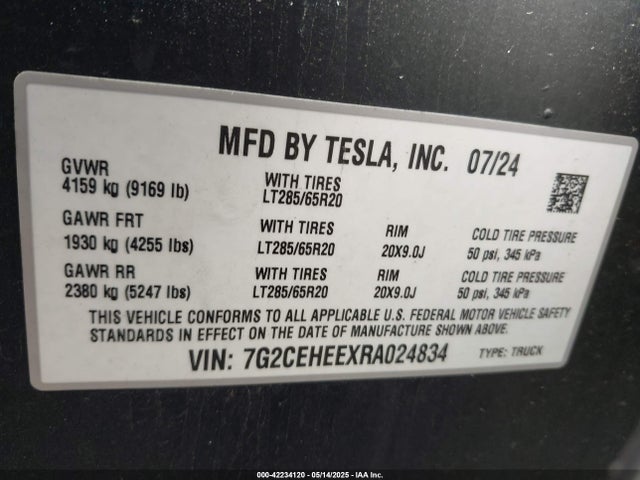 MFD BY TESLA, INC. 07/24
GVWR
4159 kg (9169 lb) WITH TIRES
LT285/65R20
GAWR FRT WITH TIRES RIM COLD TIRE PRESSURE
1930 kg (4255 lbs) LT285/65R20 20X9.0J 50 psi, 345 kPa
GAWR RR WITH TIRES RIM COLD TIRE PRESSURE
2380 kg (5247 lbs) LT285/65R20 20X9.0J 50 psi, 345 kPa
THIS VEHICLE CONFORMS TO ALL APPLICABLE U.S. FEDERAL MOTOR VEHICLE SAFETY
STANDARDS IN EFFECT ON THE DATE OF MANUFACTURE SHOWN ABOVE.
VIN: 7G2CEHEEXRA024834 TYPE: TRUCK
000-42234120 - 05/14/2025 - IAA Inc.